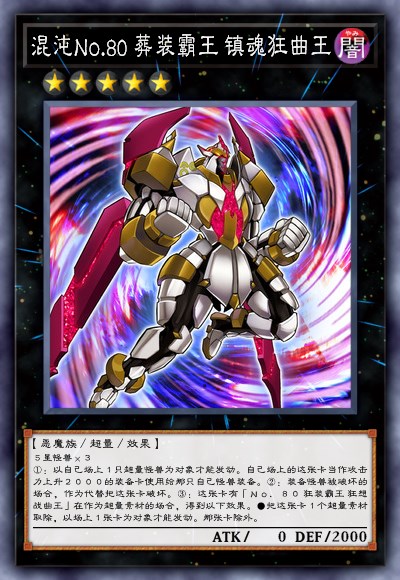 混沌No.80 葬装霸王 镇魂狂曲王
闇
やみ
【恶魔族／超量／效果】
5星怪兽×3
①：以自己场上1只超量怪兽为对象才能发动。自己场上的这张卡当作攻击
力上升2000的装备卡使用给那只自己怪兽装备。②：装备怪兽被破坏的
场合，作为代替把这张卡破坏。③：这张卡有「No.80 狂装霸王 狂想
战曲王」在作为超量素材的场合，得到以下效果。●把这张卡1个超量素材
取除，以场上1张卡为对象才能发动。那张卡除外。
ATK/ 0 DEF/2000